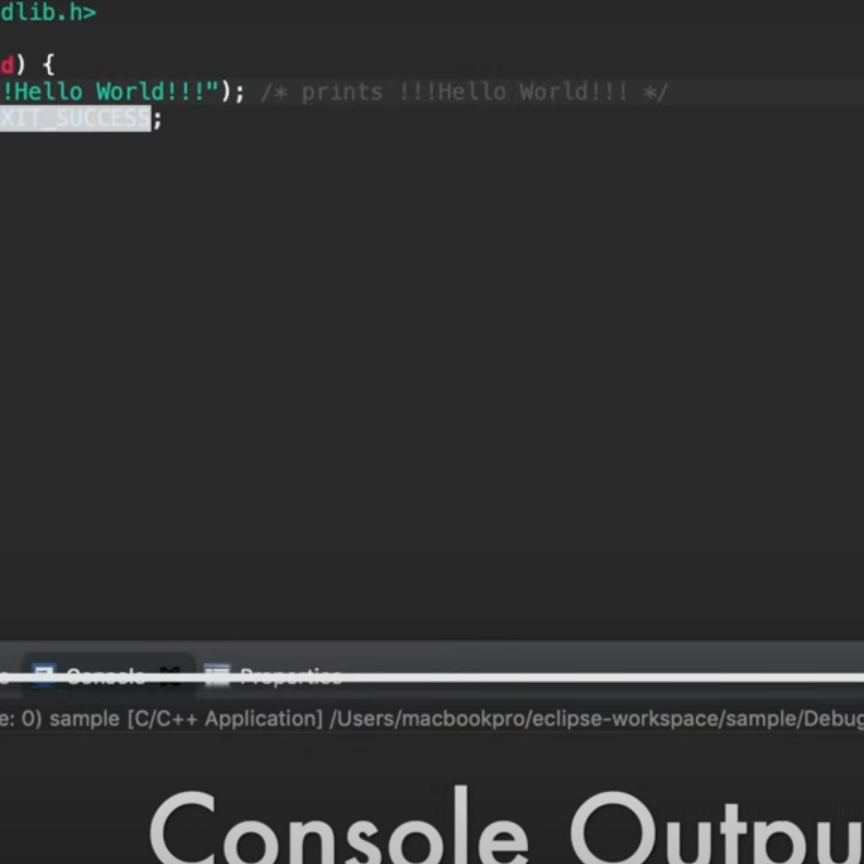 dlib.h>
d) {
!Hello World!!!"); /* prints !!!Hello World!!! */
XIT_SUCCESS;
s Console Properties
e: 0) sample [C/C++ Application] /Users/macbookpro/eclipse-workspace/sample/Debug
Console Outpu